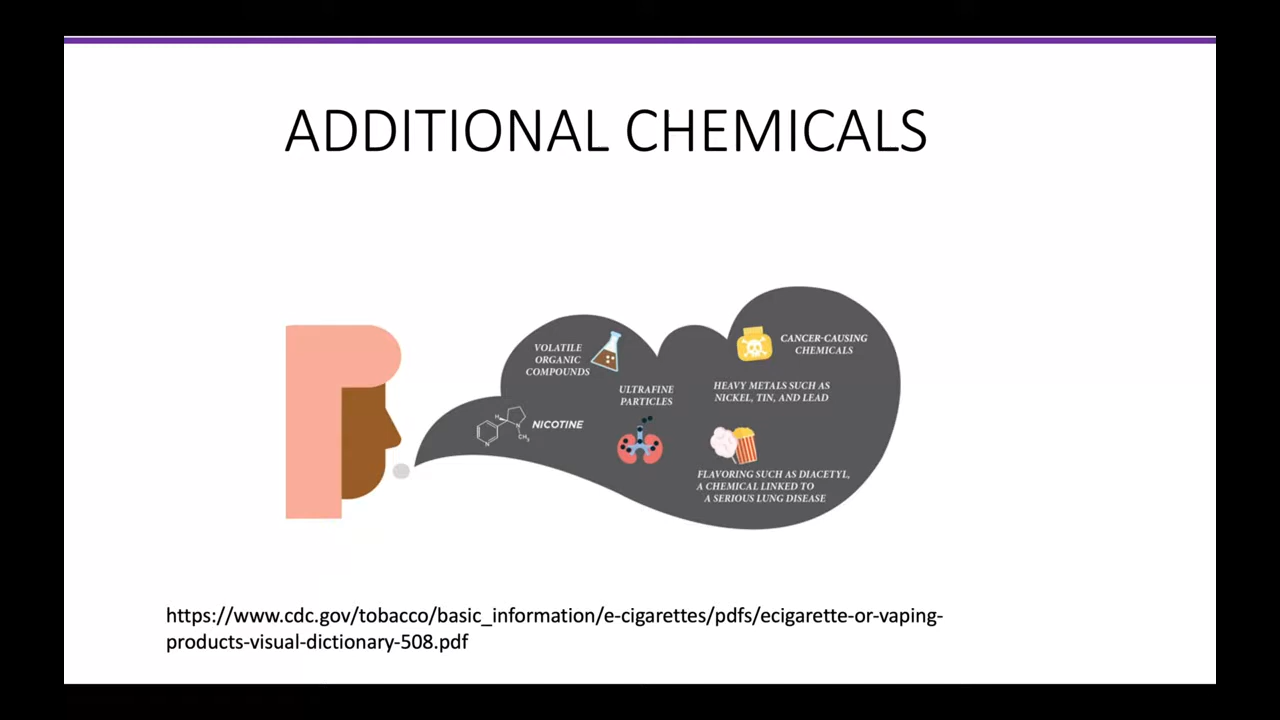 ADDITIONAL CHEMICALS
VOLATILE
ORGANIC
COMPOUNDS
ULTRAFINE
PARTICLES
H
N
N
CH3
NICOTINE
CANCER-CAUSING
CHEMICALS
HEAVY METALS SUCH AS
NICKEL, TIN, AND LEAD
FLAVORING SUCH AS DIACETYL,
A CHEMICAL LINKED TO
A SERIOUS LUNG DISEASE
https://www.cdc.gov/tobacco/basic_information/e-cigarettes/pdfs/ecigarette-or-vaping-
products-visual-dictionary-508.pdf